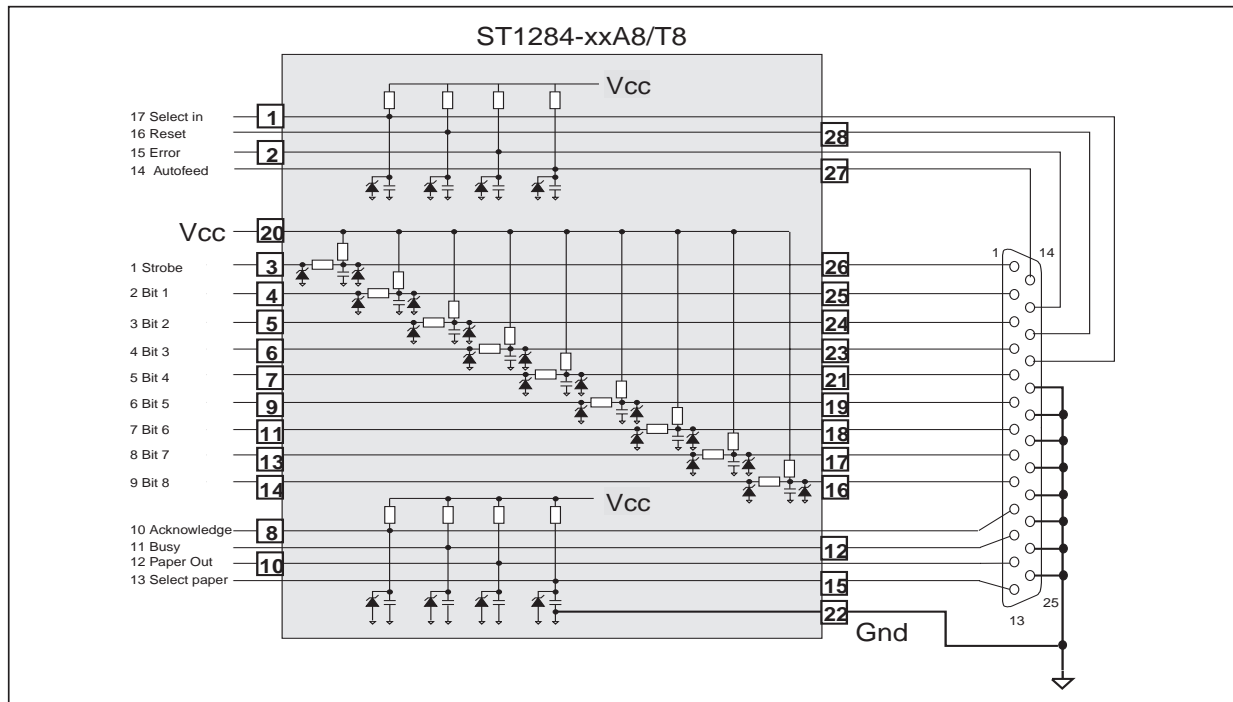 ST1284-xxA8/T8
Vcc
17 Select in 1
16 Reset 28
15 Error 2
14 Autofeed 27
Vcc 20
1 14
1 Strobe 3 26
2 Bit 1 4 25
3 Bit 2 5 24
4 Bit 3 6 23
5 Bit 4 7 21
6 Bit 5 9 19
7 Bit 6 11 18
8 Bit 7 13 17
9 Bit 8 14 16
Vcc
10 Acknowledge 8
11 Busy 12
12 Paper Out 10
13 Select paper 15
22
Gnd
13 25